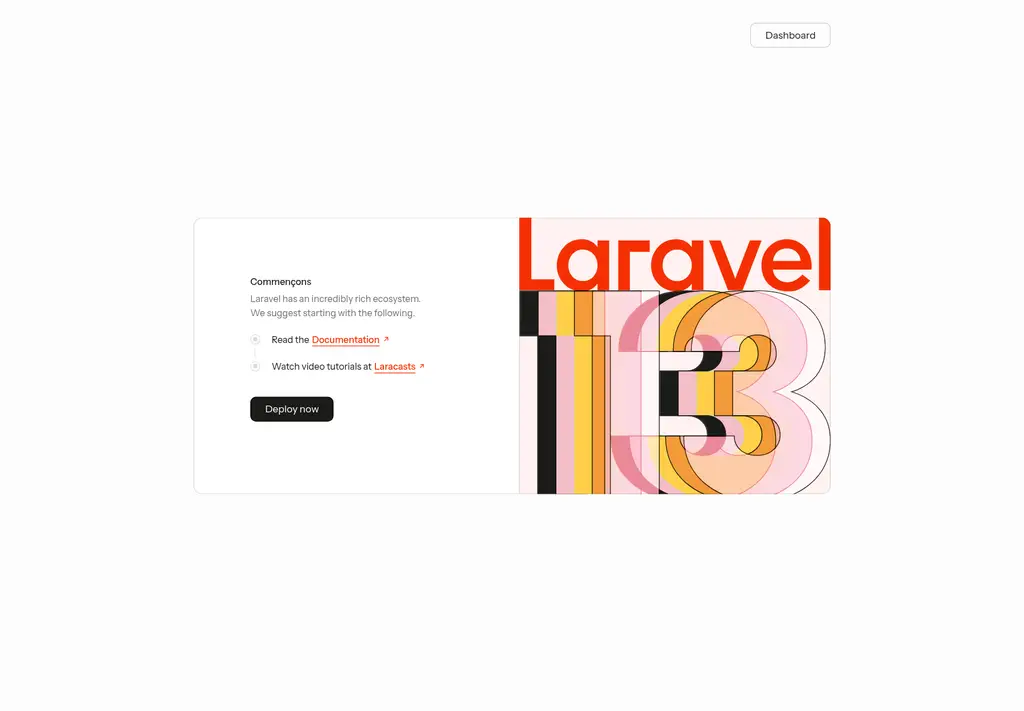 Dashboard
Commençons
Laravel has an incredibly rich ecosystem.
We suggest starting with the following.
Read the Documentation
Watch video tutorials at Laracasts
Deploy now
Laravel
13